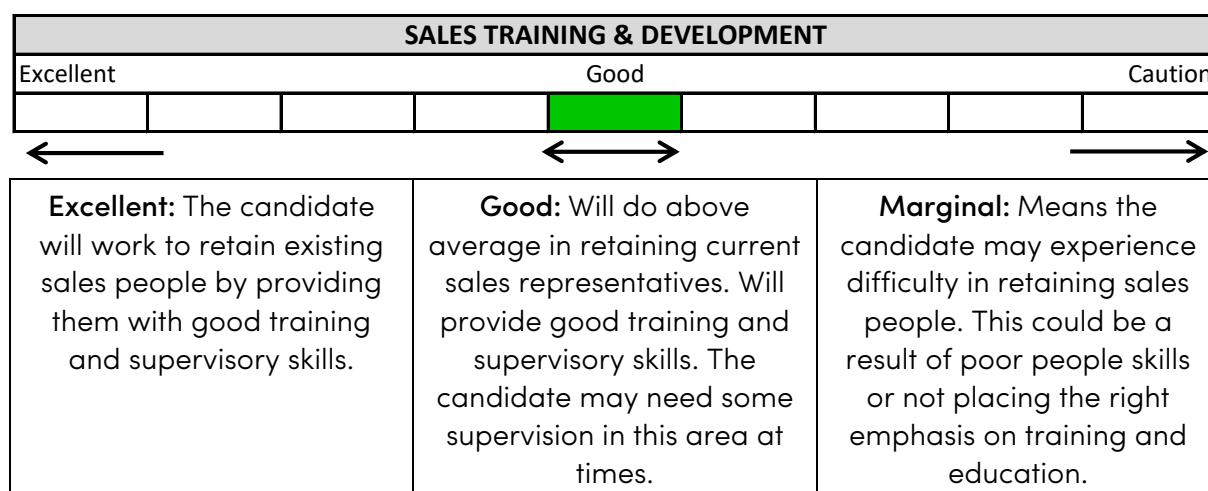 SALES TRAINING & DEVELOPMENT
Excellent Good Caution
Excellent: The candidate
will work to retain existing
sales people by providing
them with good training
and supervisory skills.
Good: Will do above
average in retaining current
sales representatives. Will
provide good training and
supervisory skills. The
candidate may need some
supervision in this area at
times.
Marginal: Means the
candidate may experience
difficulty in retaining sales
people. This could be a
result of poor people skills
or not placing the right
emphasis on training and
education.